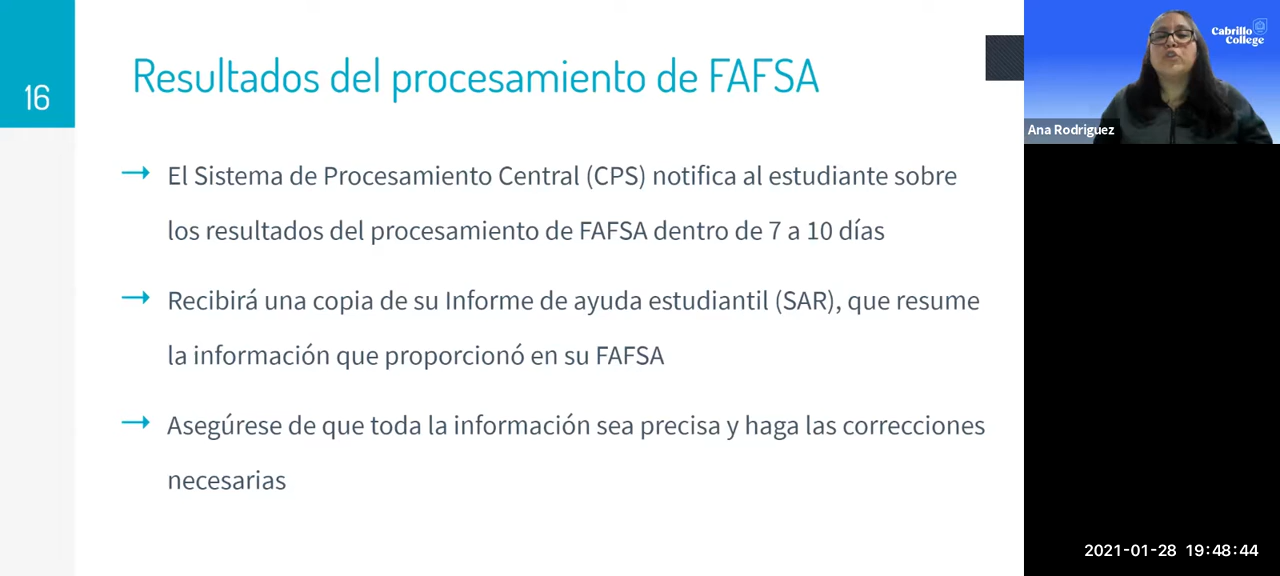 16
Resultados del procesamiento de FAFSA
El Sistema de Procesamiento Central (CPS) notifica al estudiante sobre
los resultados del procesamiento de FAFSA dentro de 7 a 10 días
Recibirá una copia de su Informe de ayuda estudiantil (SAR), que resume
la información que proporcionó en su FAFSA
Asegúrese de que toda la información sea precisa y haga las correcciones
necesarias
Cabrillo
College
Ana Rodriguez
2021-01-28 19:48:44